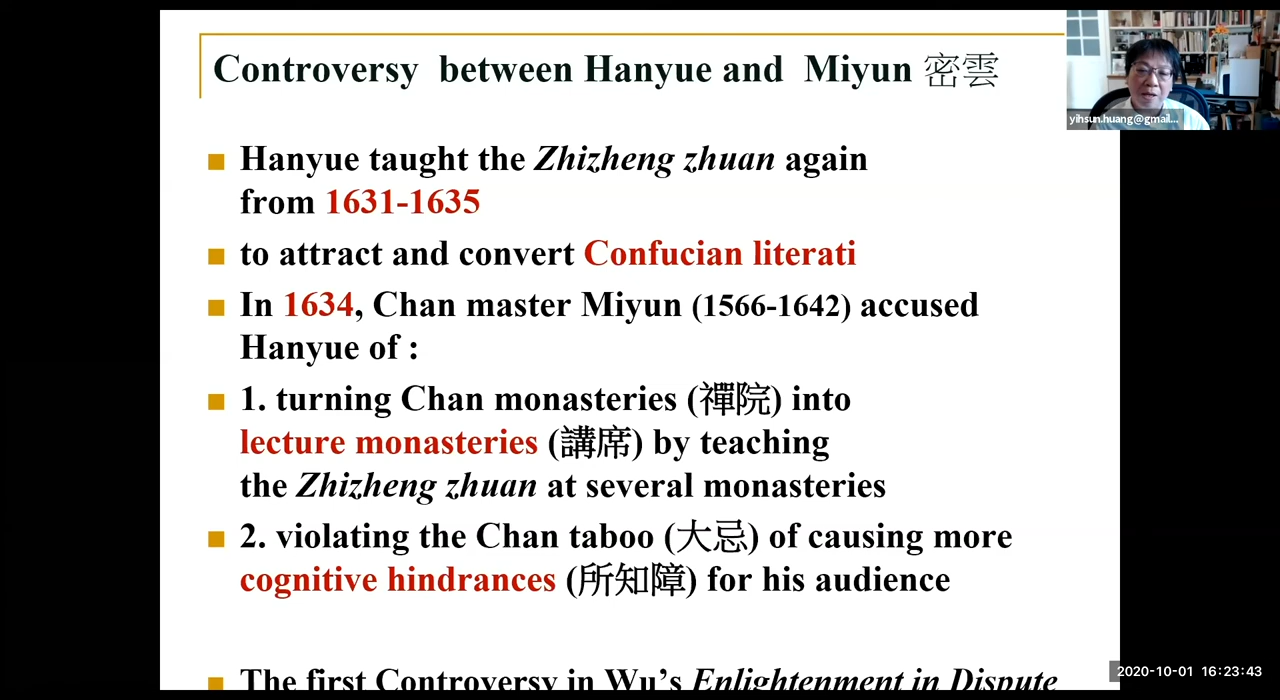 Controversy between Hanyue and Miyun 密雲
yihsun.huang@gmail...
Hanyue taught the Zhizheng zhuan again
from 1631-1635
to attract and convert Confucian literati
In 1634, Chan master Miyun (1566-1642) accused
Hanyue of :
1. turning Chan monasteries (禪院) into
lecture monasteries (講席) by teaching
the Zhizheng zhuan at several monasteries
2. violating the Chan taboo (大忌) of causing more
cognitive hindrances (所知障) for his audience
The first Controversy in Wu's Enlightenment in Dispute
2020-10-01 16:23:43